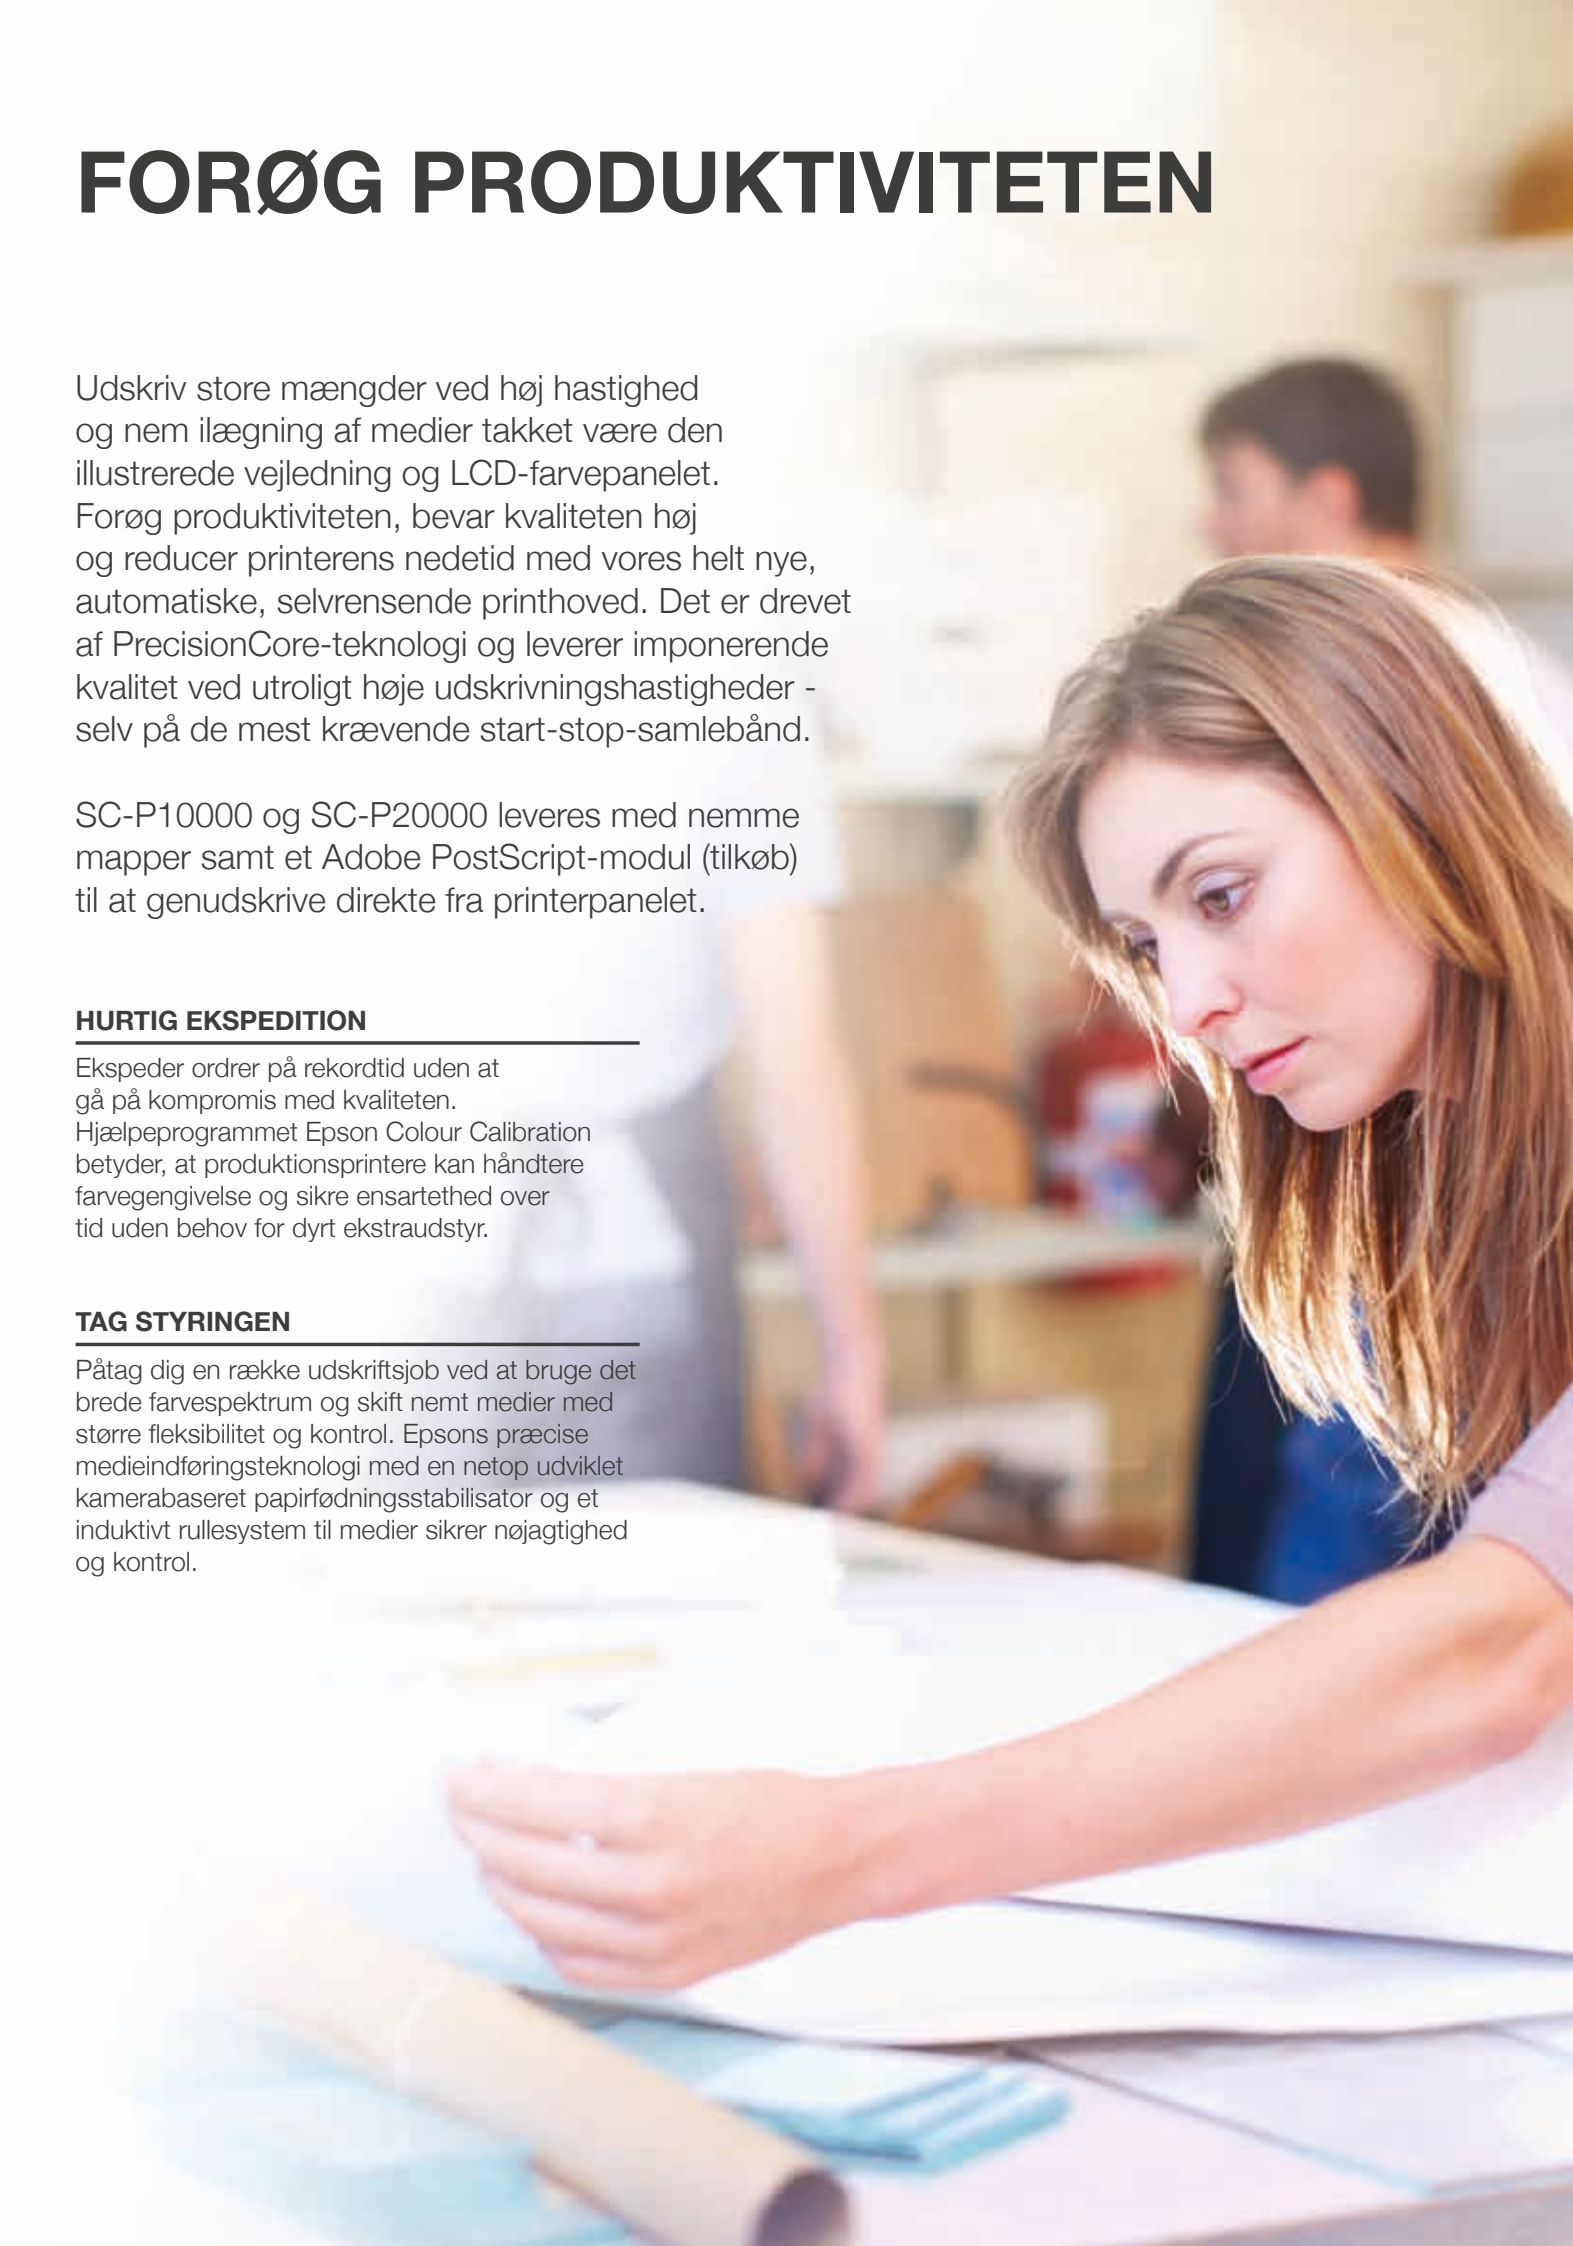 FORØG PRODUKTIVITETEN
Udskriv store mængder ved høj hastighed
og nem ilægning af medier takket være den
illustrerede vejledning og LCD-farvepanelet.
Forøg produktiviteten, bevar kvaliteten høj
og reducer printerens nedetid med vores helt nye,
automatiske, selvrensende printhoved. Det er drevet
af PrecisionCore-teknologi og leverer imponerende
kvalitet ved utroligt høje udskrivningshastigheder -
selv på de mest krævende start-stop-samlebånd.
SC-P10000 og SC-P20000 leveres med nemme
mapper samt et Adobe PostScript-modul (tilkøb)
til at genudskrive direkte fra printerpanelet.
HURTIG EKSPEDITION
Ekspeder ordrer på rekordtid uden at
gå på kompromis med kvaliteten.
Hjælpeprogrammet Epson Colour Calibration
betyder, at produktionsprintere kan håndtere
farvegengivelse og sikre ensartethed over
tid uden behov for dyrt ekstraudstyr.
TAG STYRINGEN
Påtag dig en række udskriftsjob ved at bruge det
brede farvespektrum og skift nemt medier med
større fleksibilitet og kontrol. Epsons præcise
medieindføringsteknologi med en netop udviklet
kamerabaseret papirfødningsstabilisator og et
induktivt rullesystem til medier sikrer nøjagtighed
og kontrol.